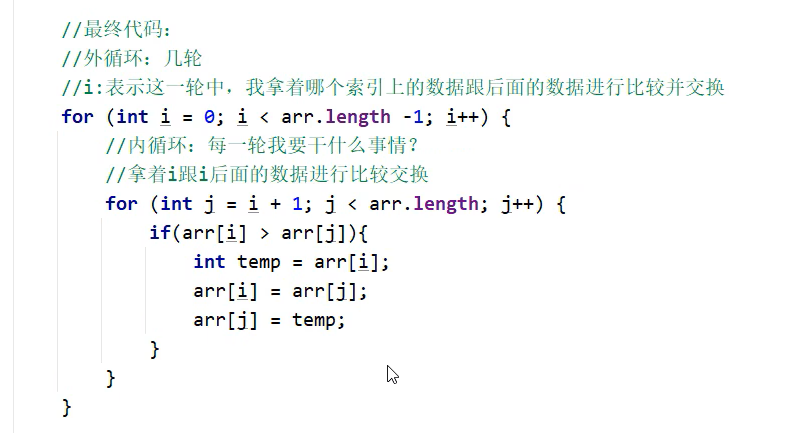 //最终代码：
//外循环：几轮
//i:表示这一轮中，我拿着哪个索引上的数据跟后面的数据进行比较并交换
for (int i = 0; i < arr.length -1; i++) {
//内循环：每一轮我要干什么事情？
//拿着i跟i后面的数据进行比较交换
for (int j = i + 1; j < arr.length; j++) {
if(arr[i] > arr[j]){
int temp = arr[i];
arr[i] = arr[j];
arr[j] = temp;
}
}
}